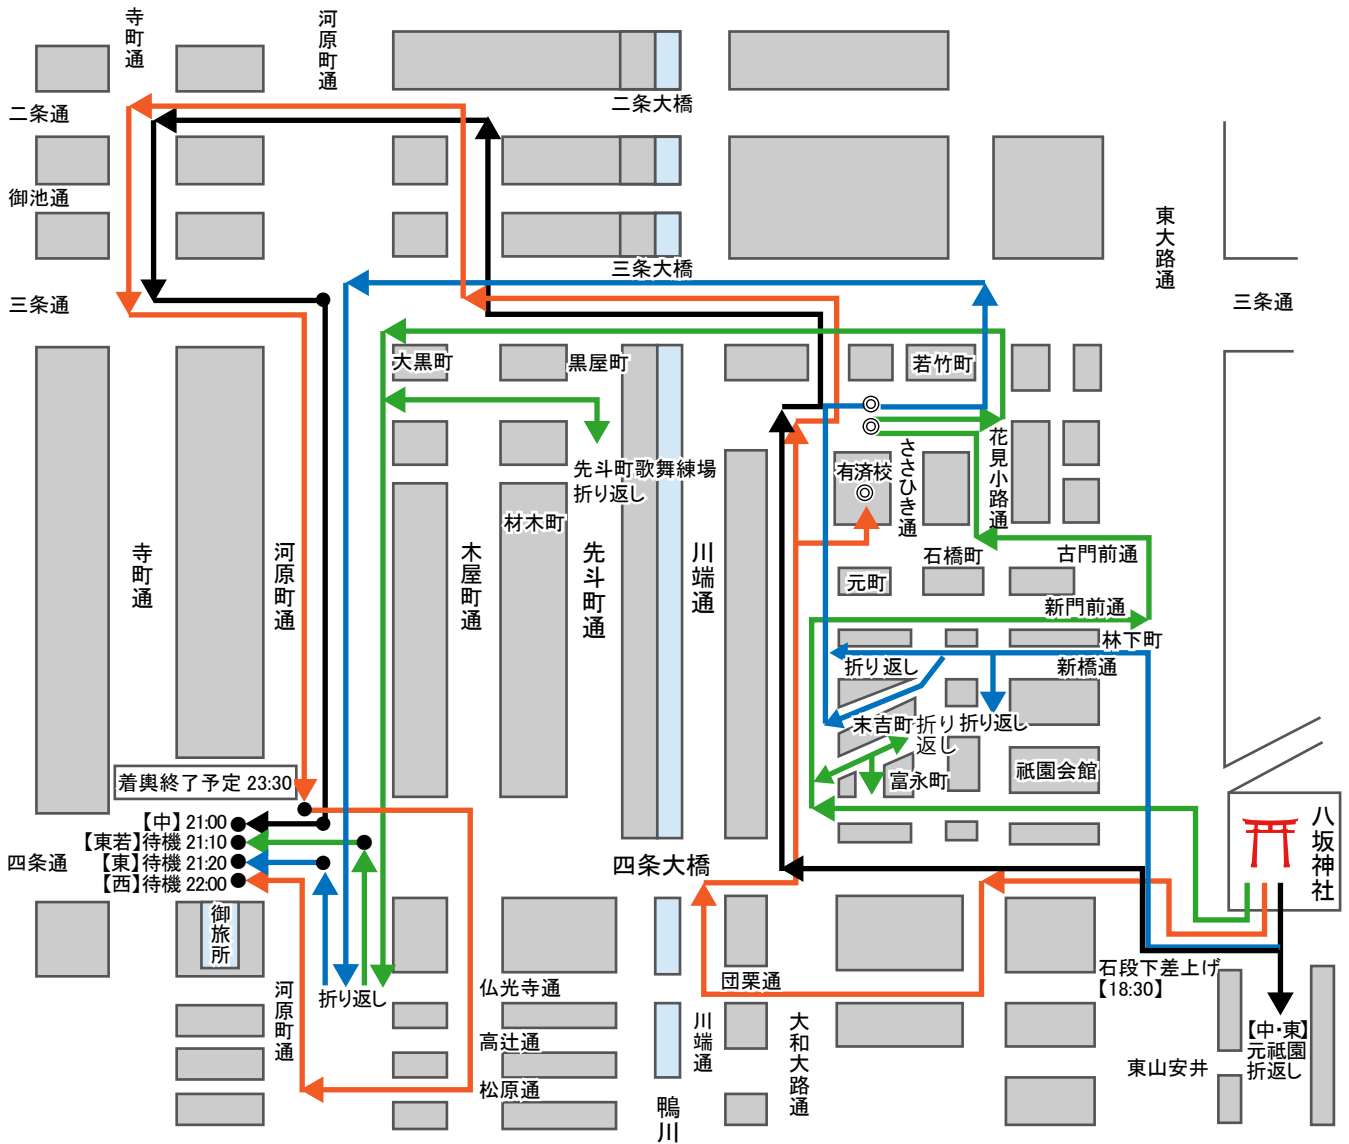 寺町通
河原町通
二条通
二条大橋
御池通
三条大橋
東大路通
三条通
三条通
大黒町
黒屋町
若竹町
先斗町歌舞練場
折り返し
有済校
ささひき通
花見小路通
材木町
寺町通
河原町通
木屋町通
先斗町通
川端通
石橋町
古門前通
元町
新門前通
林下町
折り返し
新橋通
末吉町
折り
返し
折り返し
富永町
祇園会館
着輿終了予定 23:30
【中】21:00
【東若】待機 21:10
【東】待機 21:20
【西】待機 22:00
四条通
四条大橋
八坂神社
御旅所
折り返し
河原町通
仏光寺通
高辻通
松原通
団栗通
川端通
大和大路通
鴨川
石段下差上げ
【18:30】
東山安井
【中・東】
元祇園
折返し